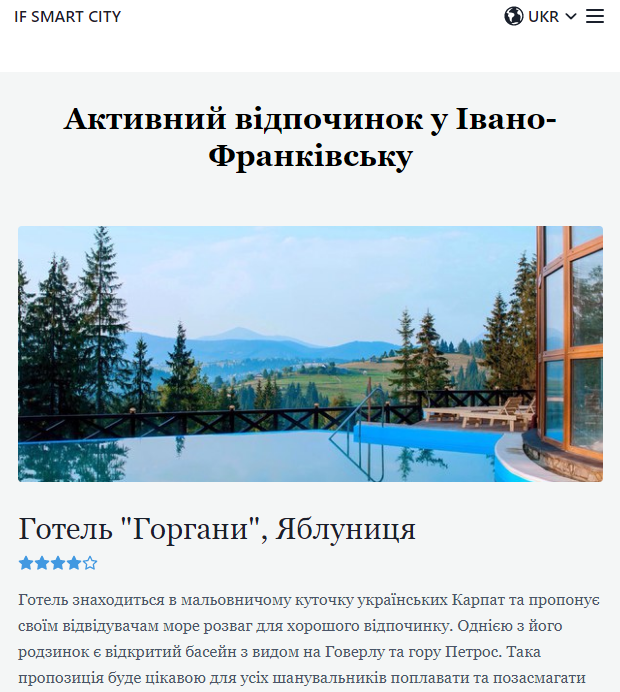 IF SMART CITY
UKR
Активний відпочинок у Івано-
Франківську
Готель "Горгани", Яблуниця
Готель знаходиться в мальовничому куточку українських Карпат та пропонує
своїм відвідувачам море розваг для хорошого відпочинку. Однією з його
родзинок є відкритий басейн з видом на Говерлу та гору Петрос. Така
пропозиція буде цікавою для усіх шанувальників поплавати та позасмагати